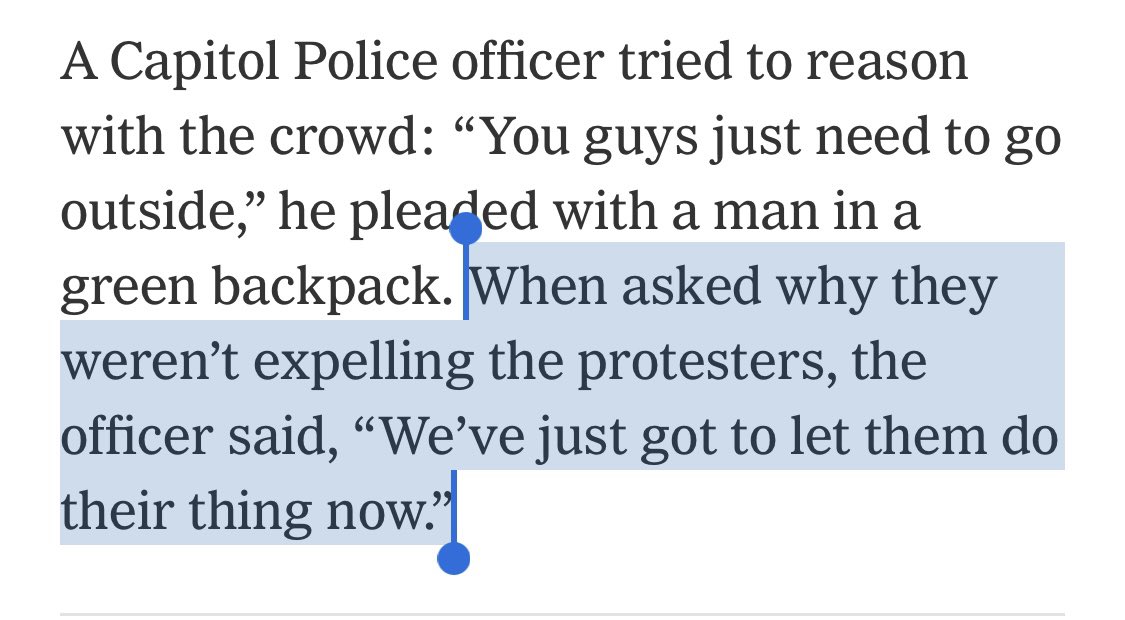 A Capitol Police officer tried to reason
with the crowd: “You guys just need to go
outside,” he pleaded with a man in a
green backpack. When asked why they
weren’t expelling the protesters, the
officer said, “We’ve just got to let them do
their thing now.”